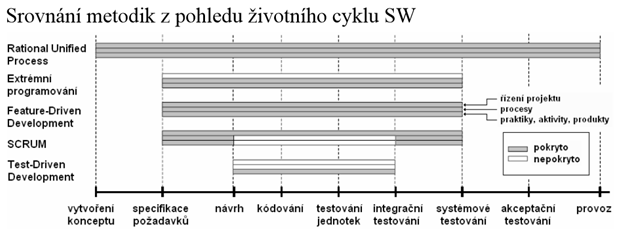 Srovnání metodik z pohledu životního cyklu SW
Rational Unified
Process
Extrémní
programování
Feature-Driven
Development
SCRUM
Test-Driven
Development
řízení projektu
procesy
praktiky, aktivity, produkty
pokryto
nepokryto
vytvoření
konceptu
specifikace
požadavků
návrh
kódování
testování
jednotek
integrační
testování
systémové
testování
akceptační
testování
provoz